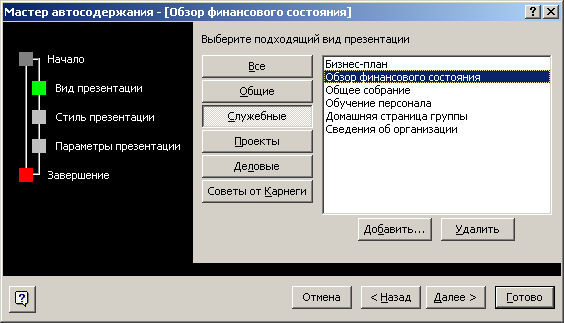 Мастер автосодержания - [Обзор финансового состояния]
Начало
Вид презентации
Стиль презентации
Параметры презентации
Завершение
Выберите подходящий вид презентации
Все
Общие
Служебные
Проекты
Деловые
Советы от Карнеги
Бизнес-план
Обзор финансового состояния
Общее собрание
Обучение персонала
Домашняя страница группы
Сведения об организации
Добавить...
Удалить
Отмена
< Назад
Далее >
Готово